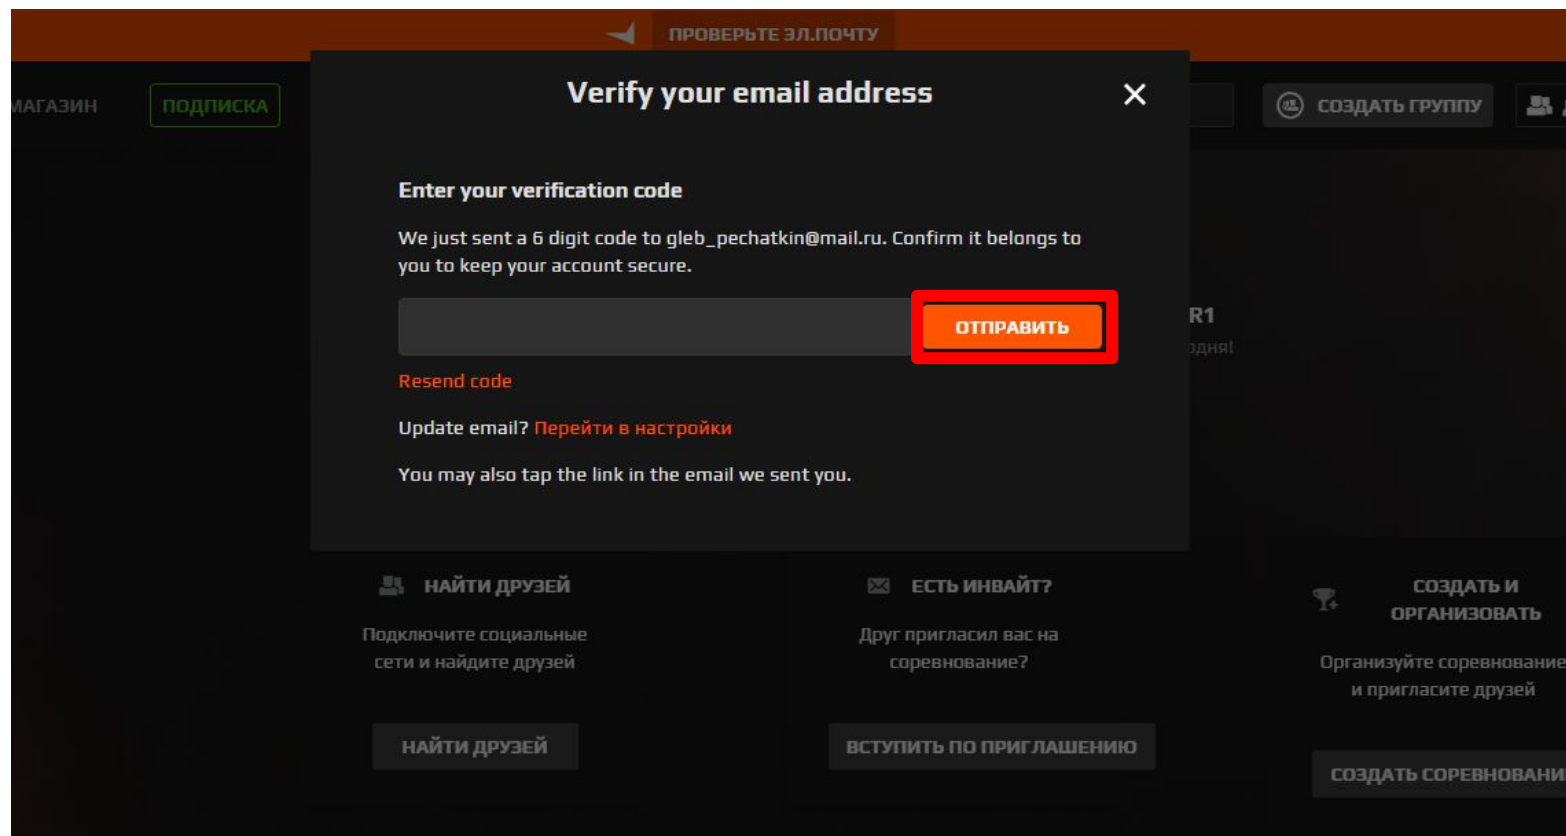 ПРОВЕРЬТЕ ЭЛ.ПОЧТУ
Verify your email address
МАГАЗИН
ПОДПИСКА
СОЗДАТЬ ГРУППУ
Enter your verification code
We just sent a 6 digit code to gleb_pechatkin@mail.ru. Confirm it belongs to
you to keep your account secure.
R1
ОТПРАВИТЬ
Resend code
Update email? Перейти в настройки
You may also tap the link in the email we sent you.
НАЙТИ ДРУЗЕЙ
Подключите социальные
сети и найдите друзей
НАЙТИ ДРУЗЕЙ
ЕСТЬ ИНВАЙТ?
Друг пригласил вас на
соревнование?
ВСТУПИТЬ ПО ПРИГЛАШЕНИЮ
СОЗДАТЬ И
ОРГАНИЗОВАТЬ
Организуйте соревнование
и пригласите друзей
СОЗДАТЬ СОРЕВНОВАНИ